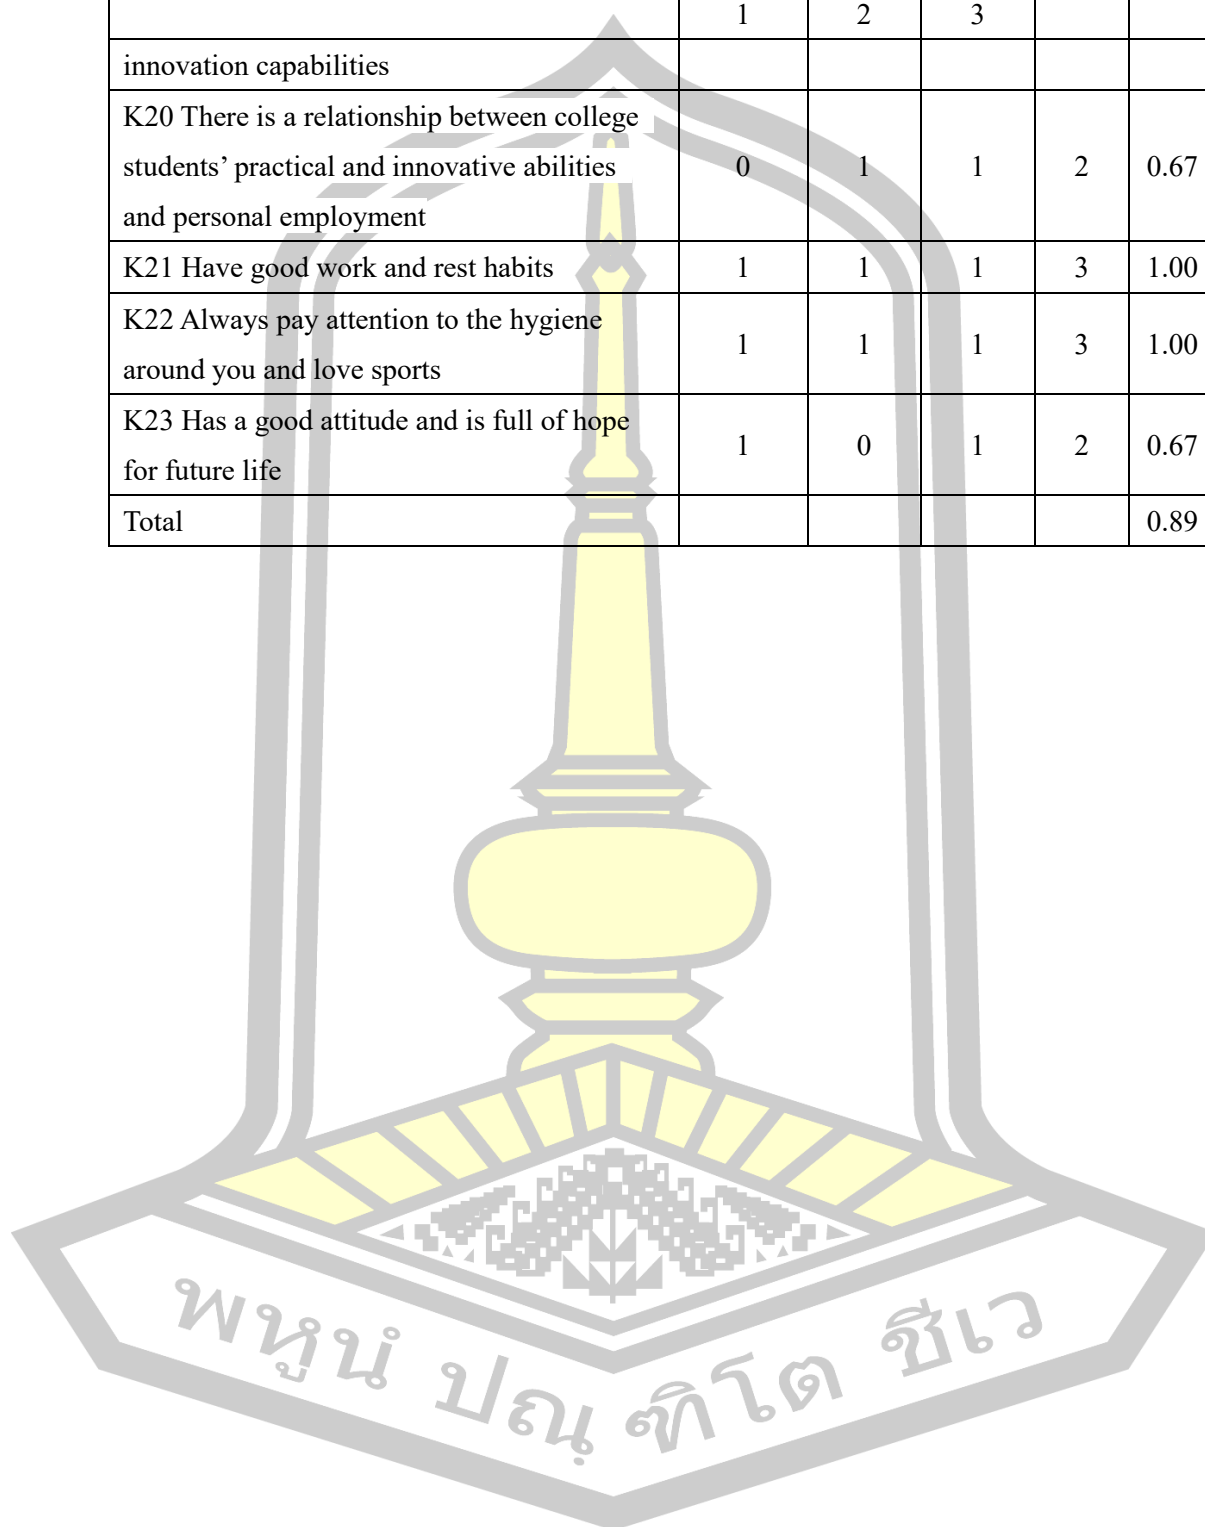 1 2 3
innovation capabilities
K20 There is a relationship between college
students’ practical and innovative abilities
and personal employment
0 1 1 2 0.67
K21 Have good work and rest habits 1 1 1 3 1.00
K22 Always pay attention to the hygiene
around you and love sports
1 1 1 3 1.00
K23 Has a good attitude and is full of hope
for future life
1 0 1 2 0.67
Total 0.89
พหูนํ ปณฺฑิโต ชีเว